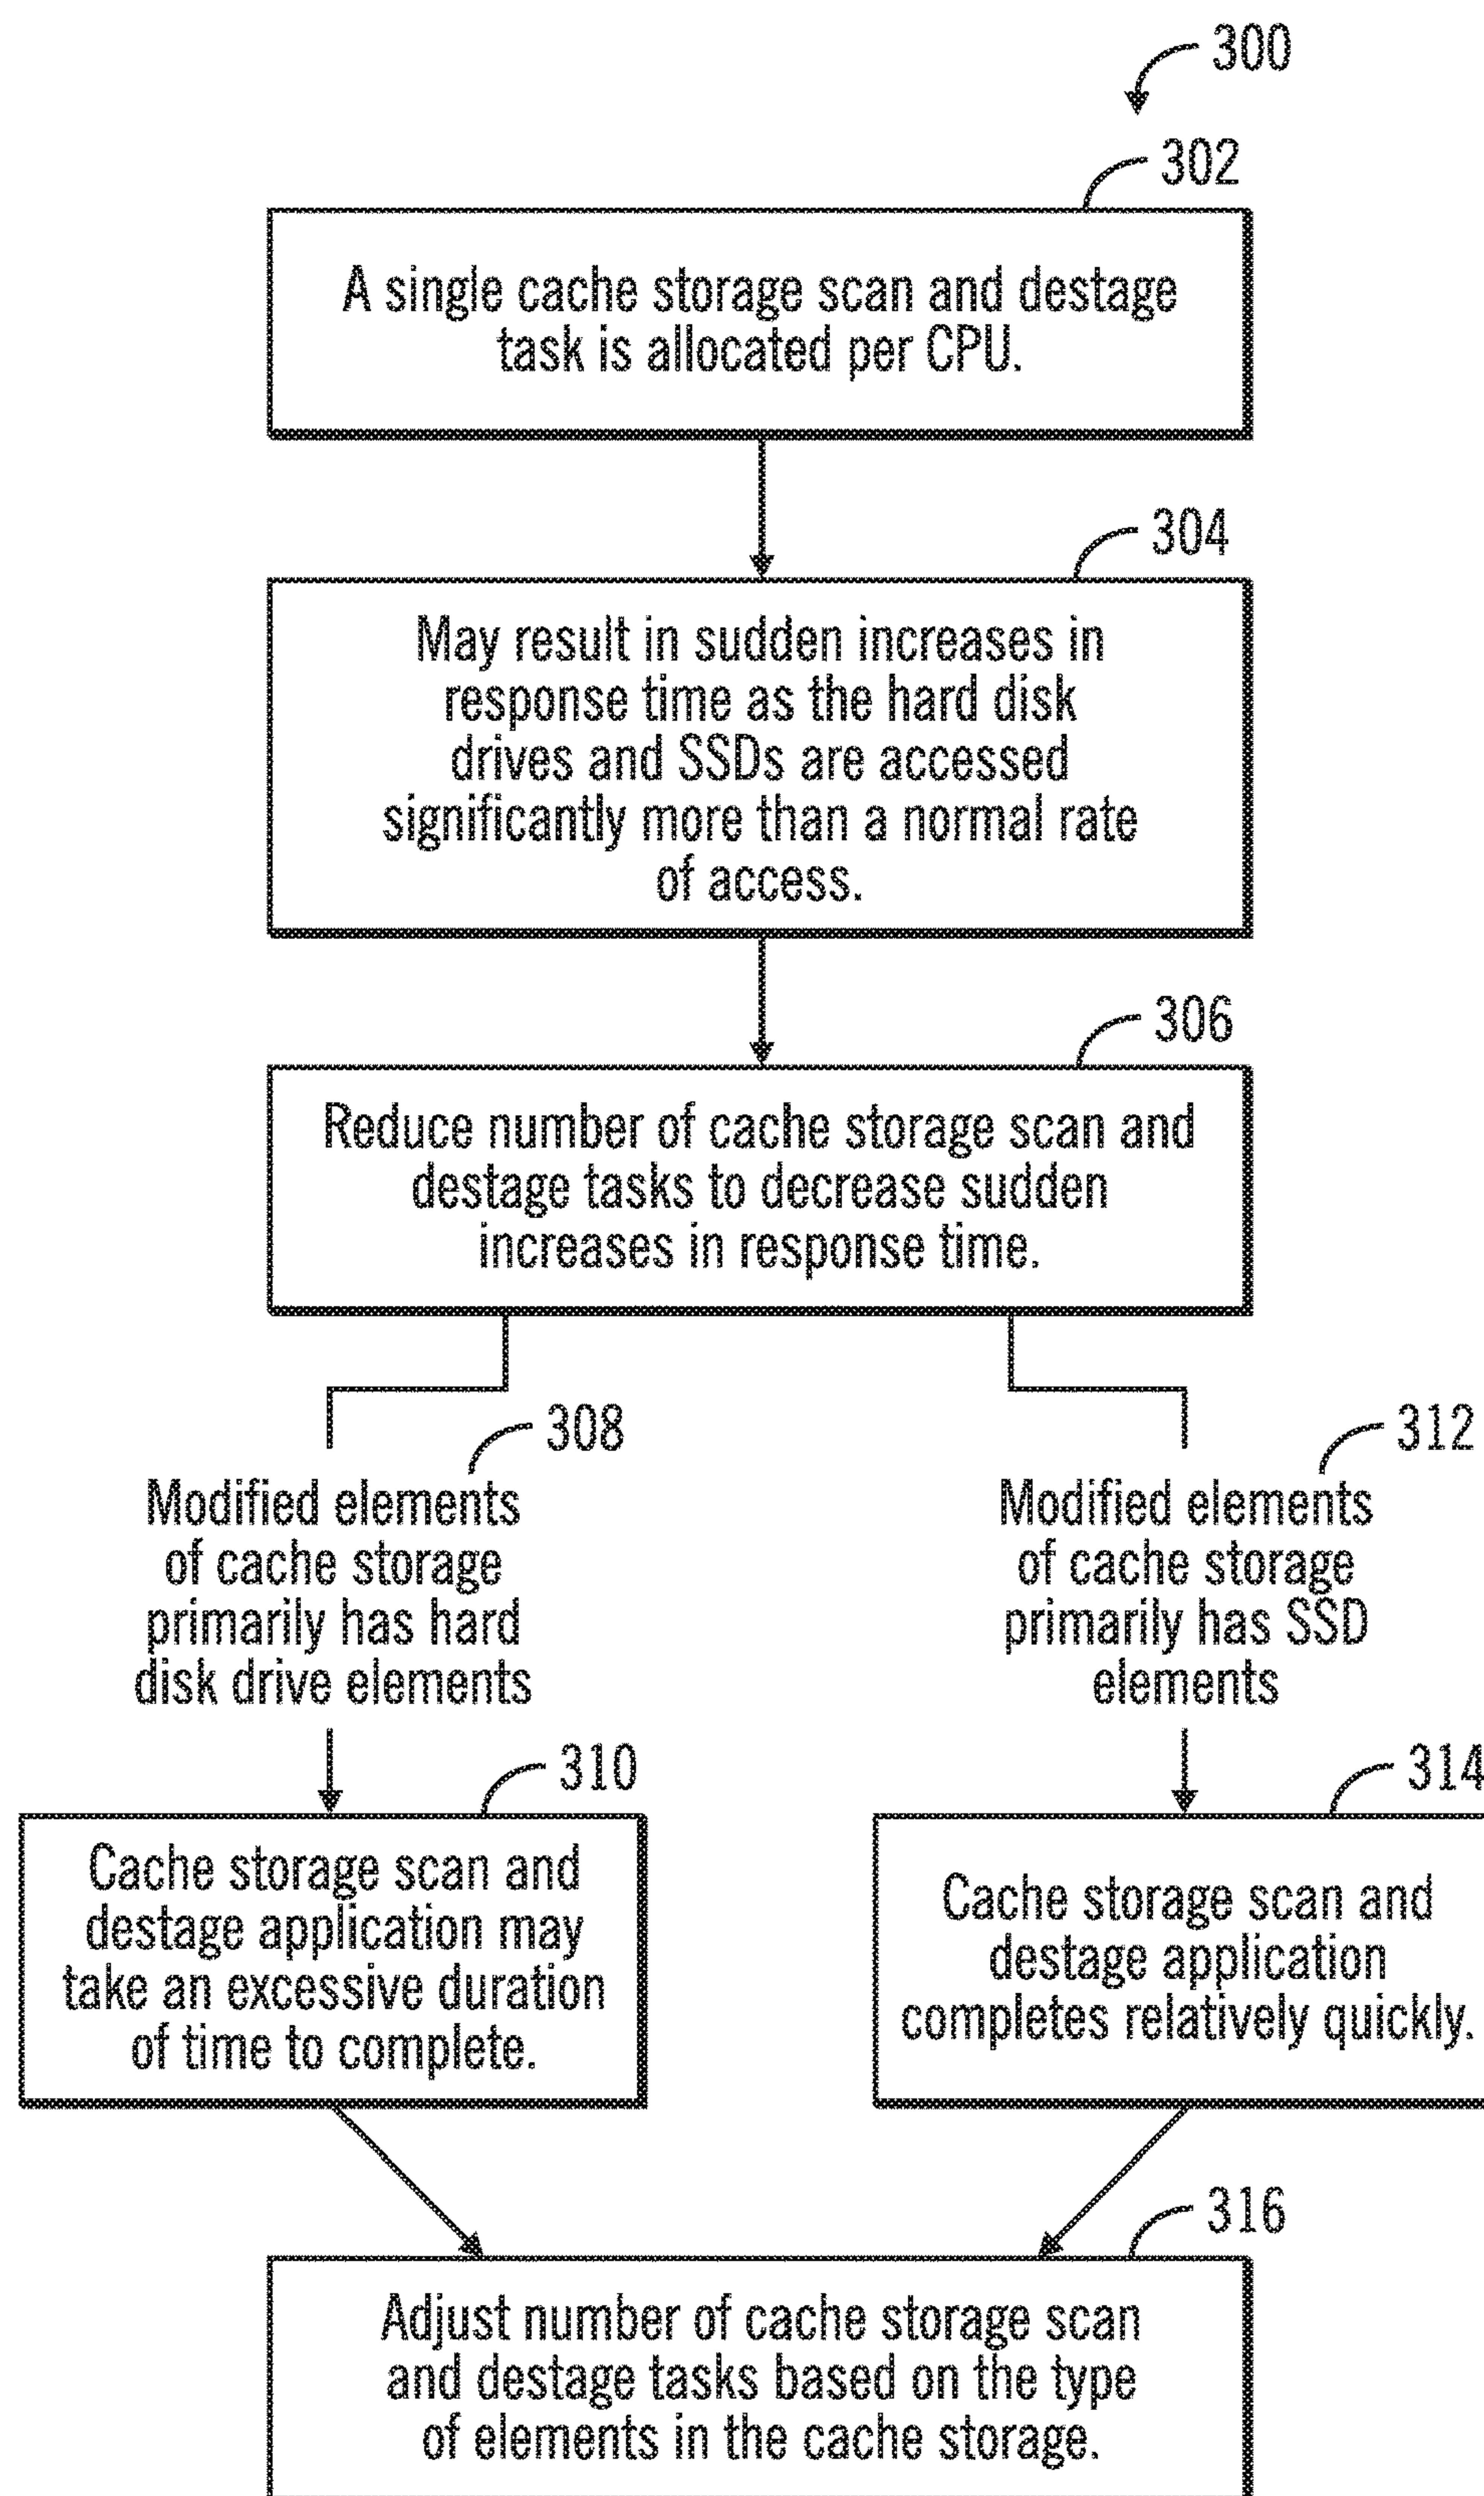 300
302
A single cache storage scan and destage
task is allocated per CPU.
304
May result in sudden increases in
response time as the hard disk
drives and SSDs are accessed
significantly more than a normal rate
of access.
306
Reduce number of cache storage scan and
destage tasks to decrease sudden
increases in response time.
308
Modified elements
of cache storage
primarily has hard
disk drive elements
312
Modified elements
of cache storage
primarily has SSD
elements
310
Cache storage scan and
destage application may
take an excessive duration
of time to complete.
314
Cache storage scan and
destage application
completes relatively quickly.
316
Adjust number of cache storage scan
and destage tasks based on the type
of elements in the cache storage.